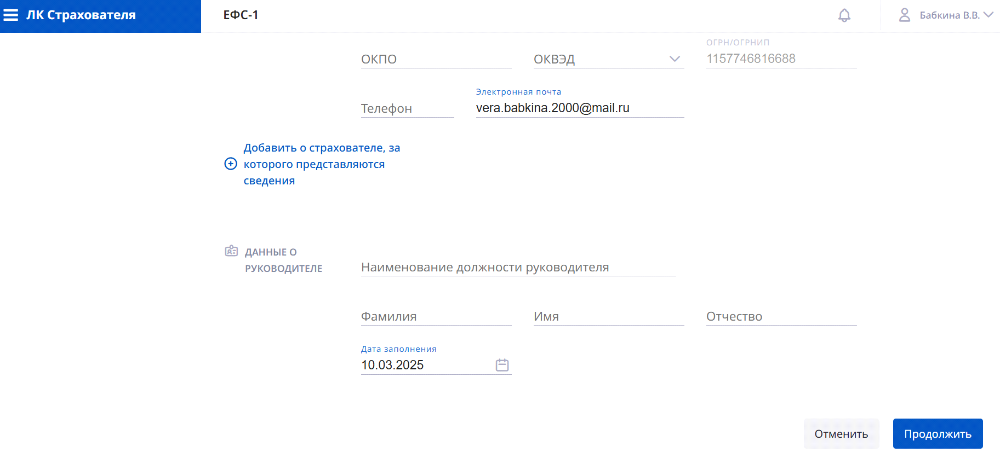 ЛК Страхователя
ЕФС-1
Бабкина В.В.
ОКПО
ОКВЭД
ОГРН/ОГРНИП
1157746816688
Телефон
Электронная почта
vera.babkina.2000@mail.ru
Добавить о страхователе, за
которого представляются
сведения
ДАННЫЕ О
РУКОВОДИТЕЛЕ
Наименование должности руководителя
Фамилия
Имя
Отчество
Дата заполнения
10.03.2025
Отменить
Продолжить